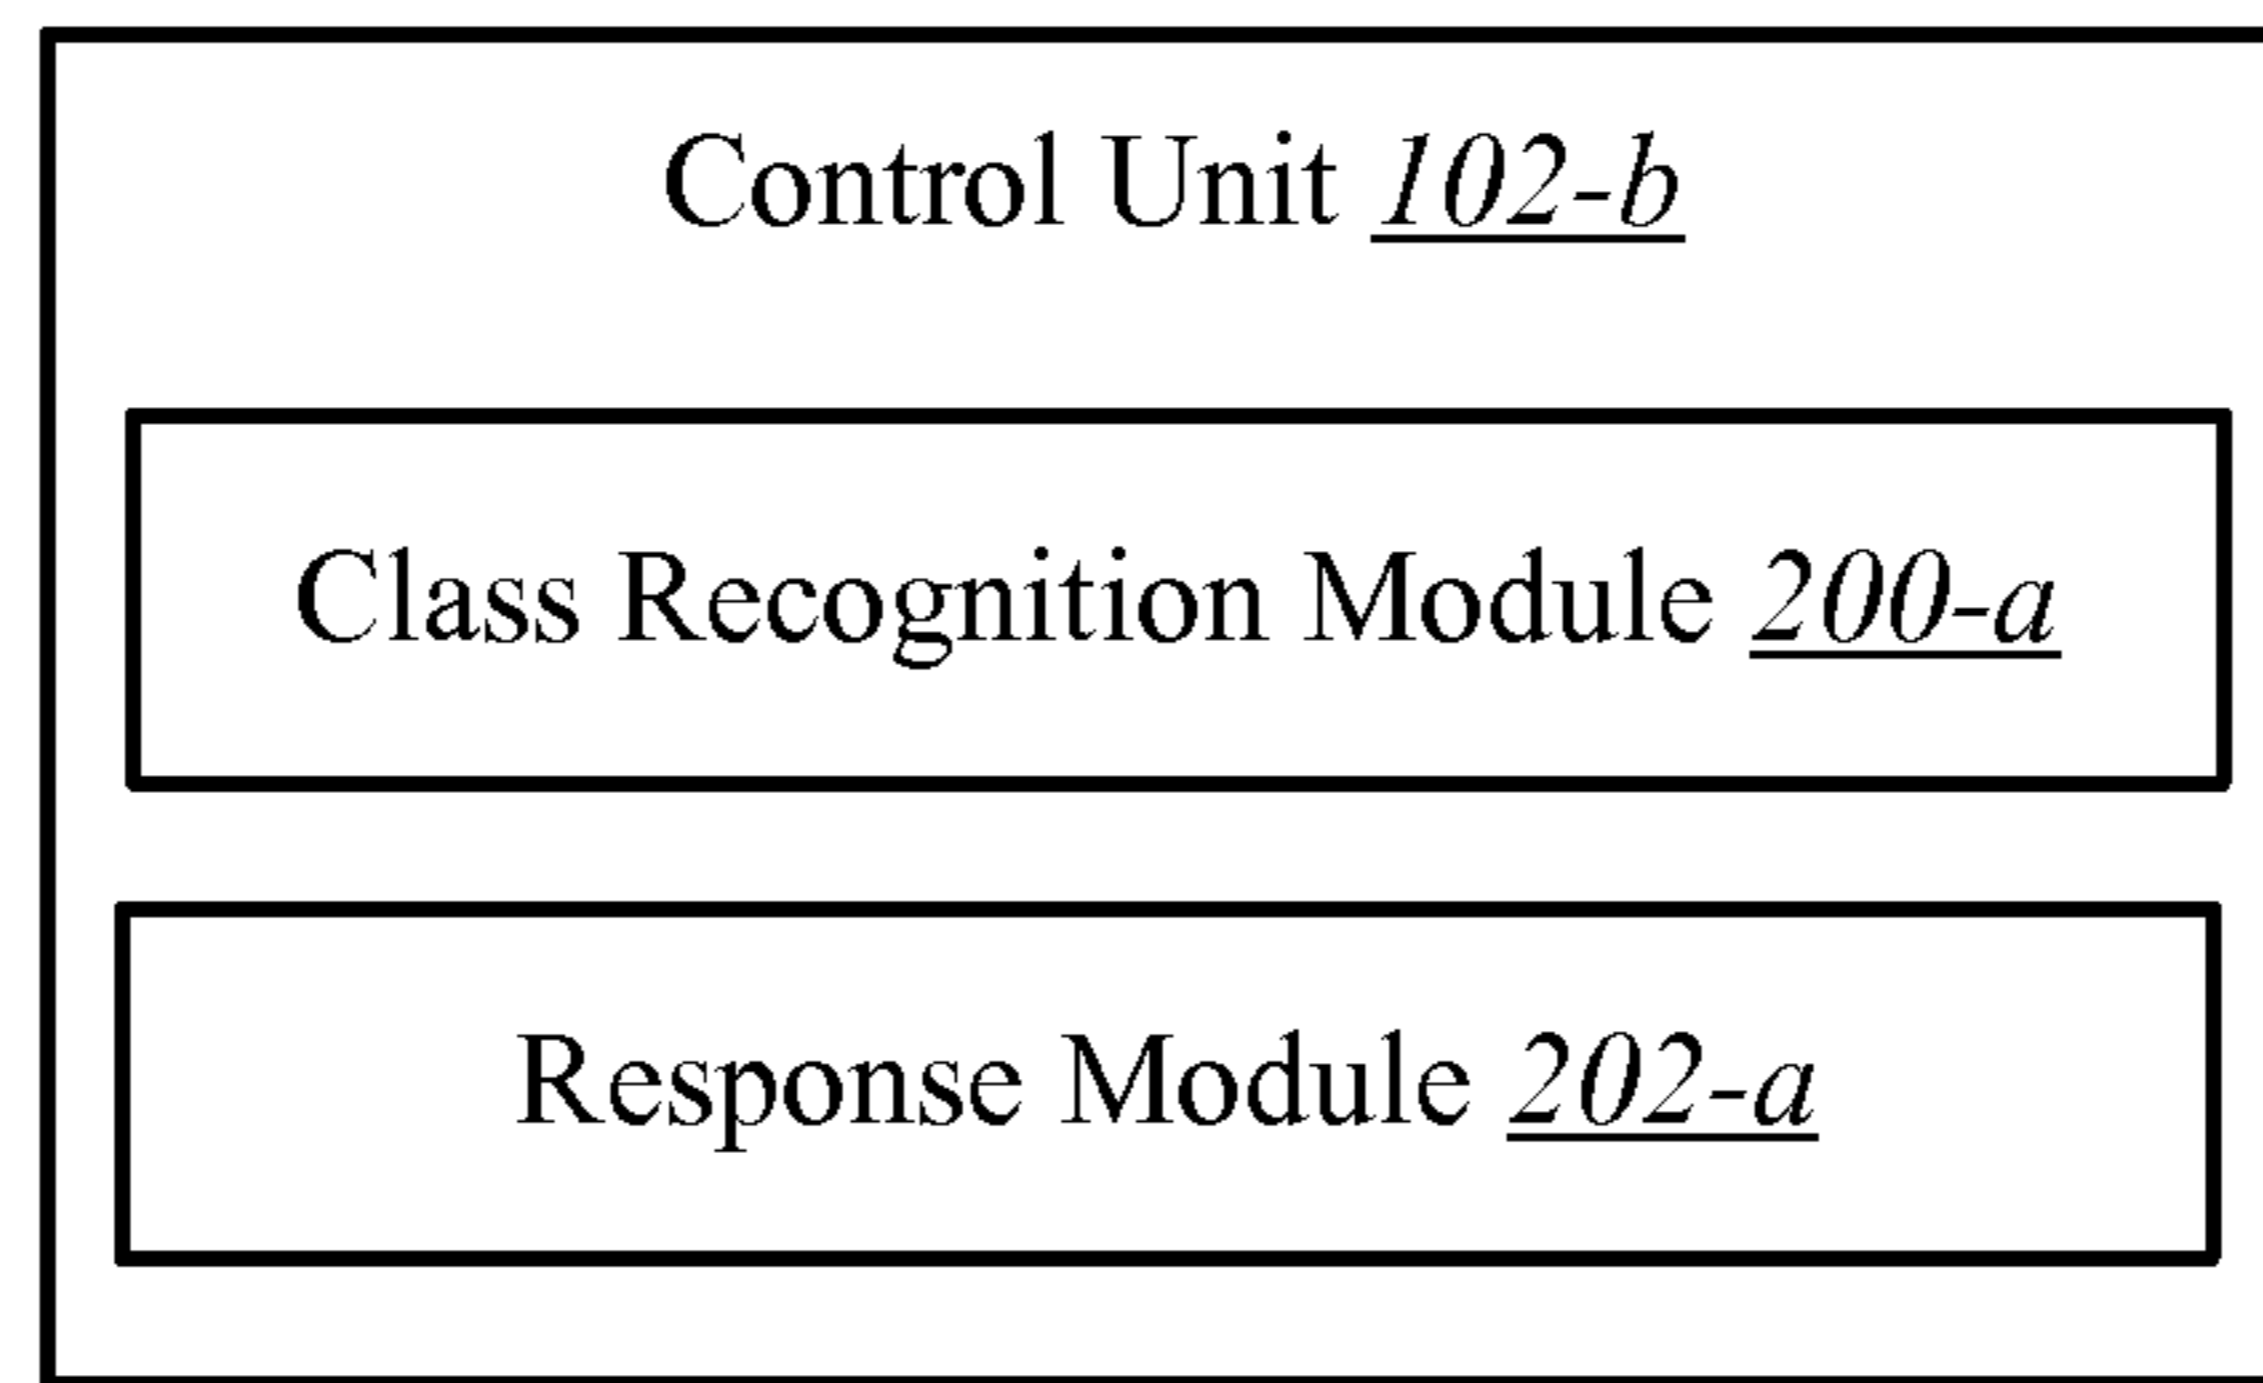 Control Unit 102-b
Class Recognition Module 200-a
Response Module 202-a